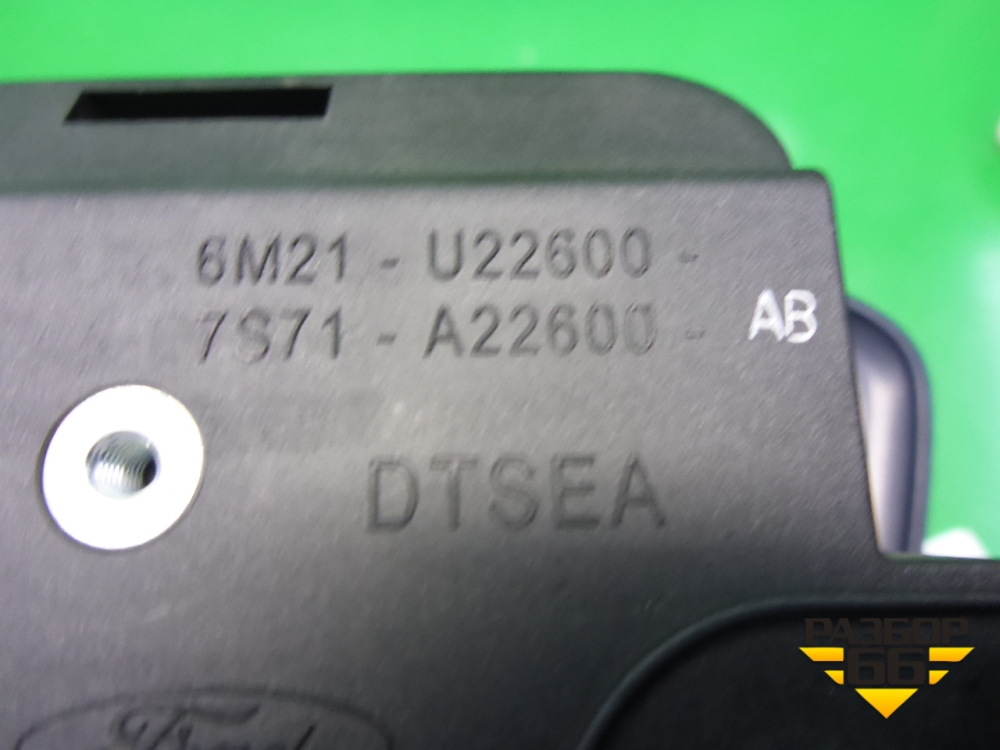 6M21 - U22600 -
7S71 - A22600 - AB
DTSEA
Ford
РАЗБОР
66